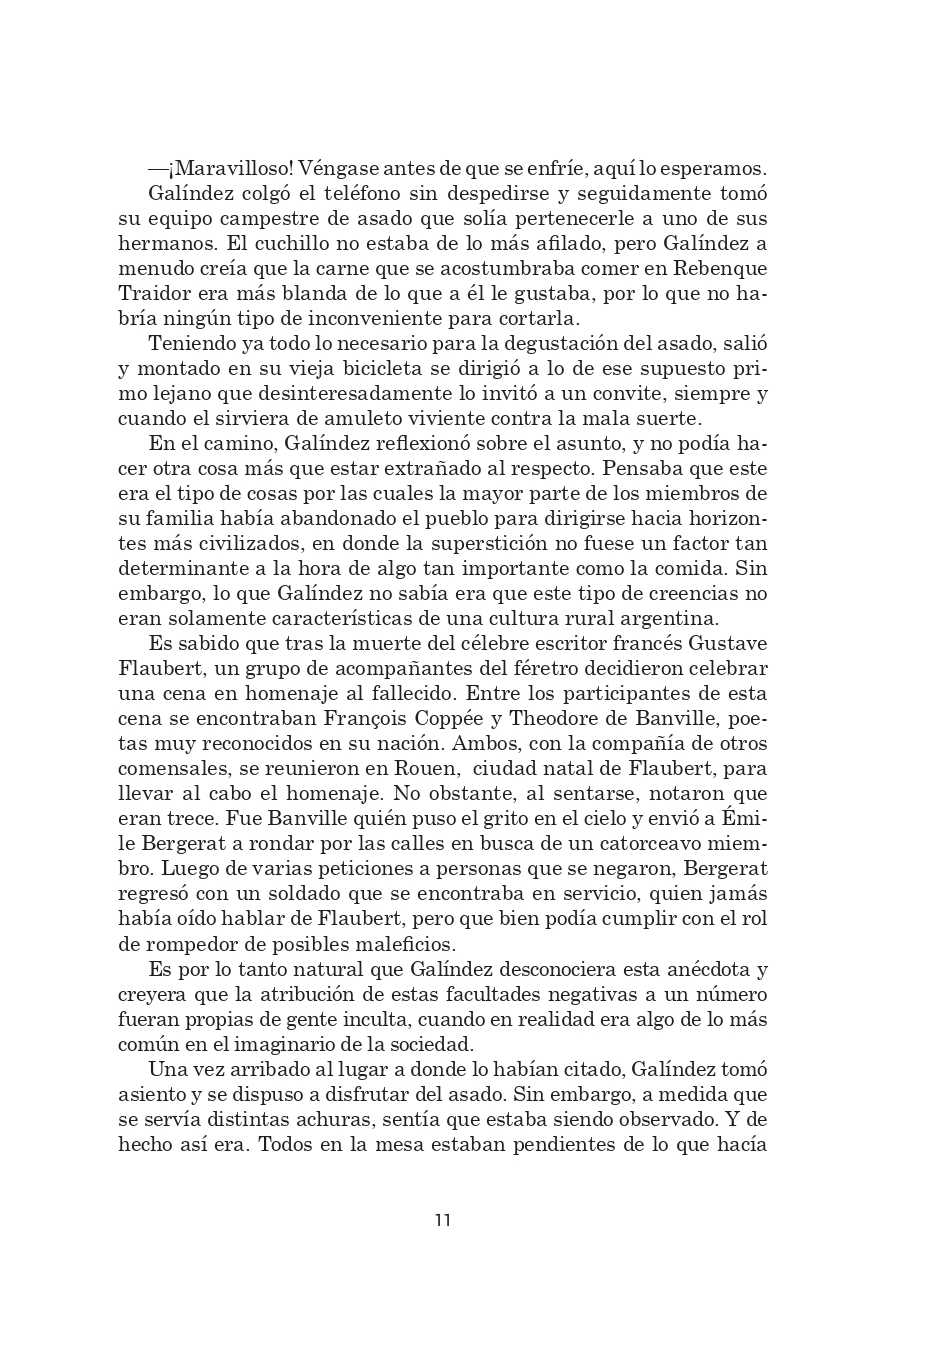 —¡Maravilloso! Véngase antes de que se enfríe, aquí lo esperamos.
Galíndez colgó el teléfono sin despedirse y seguidamente tomó
su equipo campestre de asado que solía pertenecerle a uno de sus
hermanos. El cuchillo no estaba de lo más afilado, pero Galíndez a
menudo creía que la carne que se acostumbraba comer en Rebenque
Traidor era más blanda de lo que a él le gustaba, por lo que no ha-
bría ningún tipo de inconveniente para cortarla.
Teniendo ya todo lo necesario para la degustación del asado, salió
y montado en su vieja bicicleta se dirigió a lo de ese supuesto pri-
mo lejano que desinteresadamente lo invitó a un convite, siempre y
cuando el sirviera de amuleto viviente contra la mala suerte.
En el camino, Galíndez reflexionó sobre el asunto, y no podía ha-
cer otra cosa más que estar extrañado al respecto. Pensaba que este
era el tipo de cosas por las cuales la mayor parte de los miembros de
su familia había abandonado el pueblo para dirigirse hacia horizon-
tes más civilizados, en donde la superstición no fuese un factor tan
determinante a la hora de algo tan importante como la comida. Sin
embargo, lo que Galíndez no sabía era que este tipo de creencias no
eran solamente características de una cultura rural argentina.
Es sabido que tras la muerte del célebre escritor francés Gustave
Flaubert, un grupo de acompañantes del féretro decidieron celebrar
una cena en homenaje al fallecido. Entre los participantes de esta
cena se encontraban François Coppée y Theodore de Banville, poe-
tas muy reconocidos en su nación. Ambos, con la compañía de otros
comensales, se reunieron en Rouen,  ciudad natal de Flaubert, para
llevar al cabo el homenaje. No obstante, al sentarse, notaron que
eran trece. Fue Banville quién puso el grito en el cielo y envió a Émi-
le Bergerat a rondar por las calles en busca de un catorceavo miem-
bro. Luego de varias peticiones a personas que se negaron, Bergerat
regresó con un soldado que se encontraba en servicio, quien jamás
había oído hablar de Flaubert, pero que bien podía cumplir con el rol
de rompedor de posibles maleficios.
Es por lo tanto natural que Galíndez desconociera esta anécdota y
creyera que la atribución de estas facultades negativas a un número
fueran propias de gente inculta, cuando en realidad era algo de lo más
común en el imaginario de la sociedad.
Una vez arribado al lugar a donde lo habían citado, Galíndez tomó
asiento y se dispuso a disfrutar del asado. Sin embargo, a medida que
se servía distintas achuras, sentía que estaba siendo observado. Y de
hecho así era. Todos en la mesa estaban pendientes de lo que hacía
11